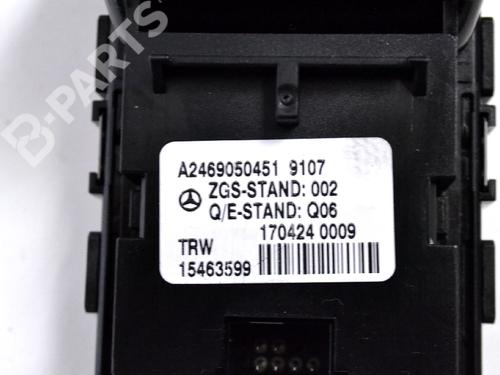 B-PARTS
A2469050451 9107
ZGS-STAND: 002
Q/E-STAND: Q06
170424 0009
TRW
15463599